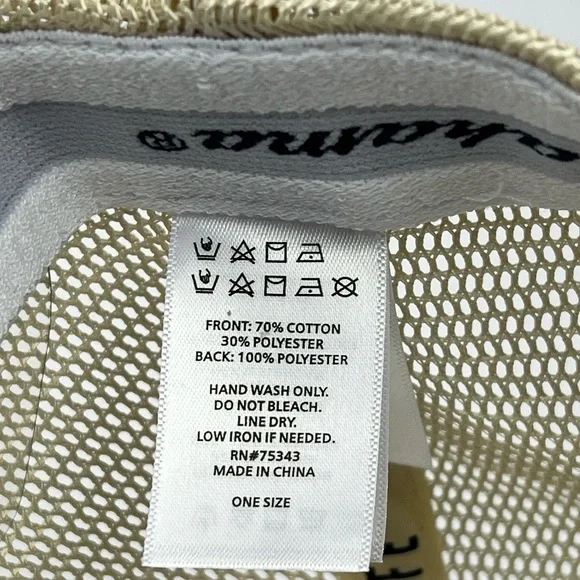 FRONT: 70% COTTON
30% POLYESTER
BACK: 100% POLYESTER
HAND WASH ONLY.
DO NOT BLEACH.
LINE DRY.
LOW IRON IF NEEDED.
RN#75343
MADE IN CHINA
ONE SIZE